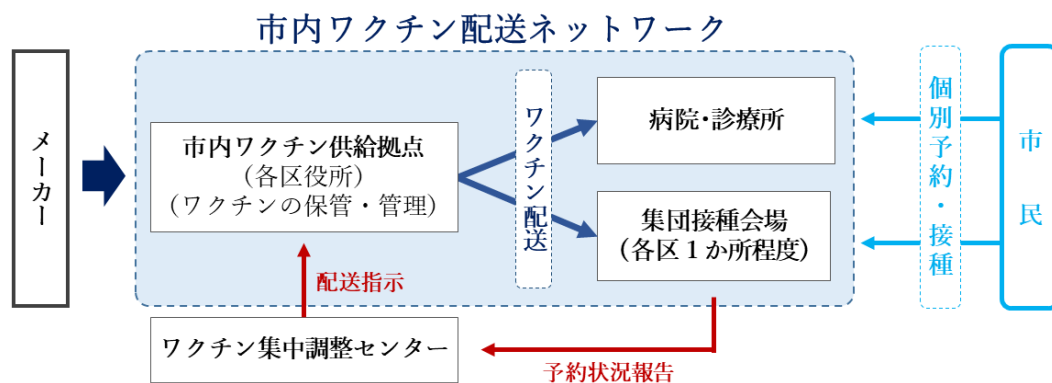 市内ワクチン配送ネットワーク
メーカー
市内ワクチン供給拠点
（各区役所）
（ワクチンの保管・管理）
ワクチン配送
病院・診療所
集団接種会場
（各区１か所程度）
個別予約・接種
市民
配送指示
ワクチン集中調整センター
予約状況報告